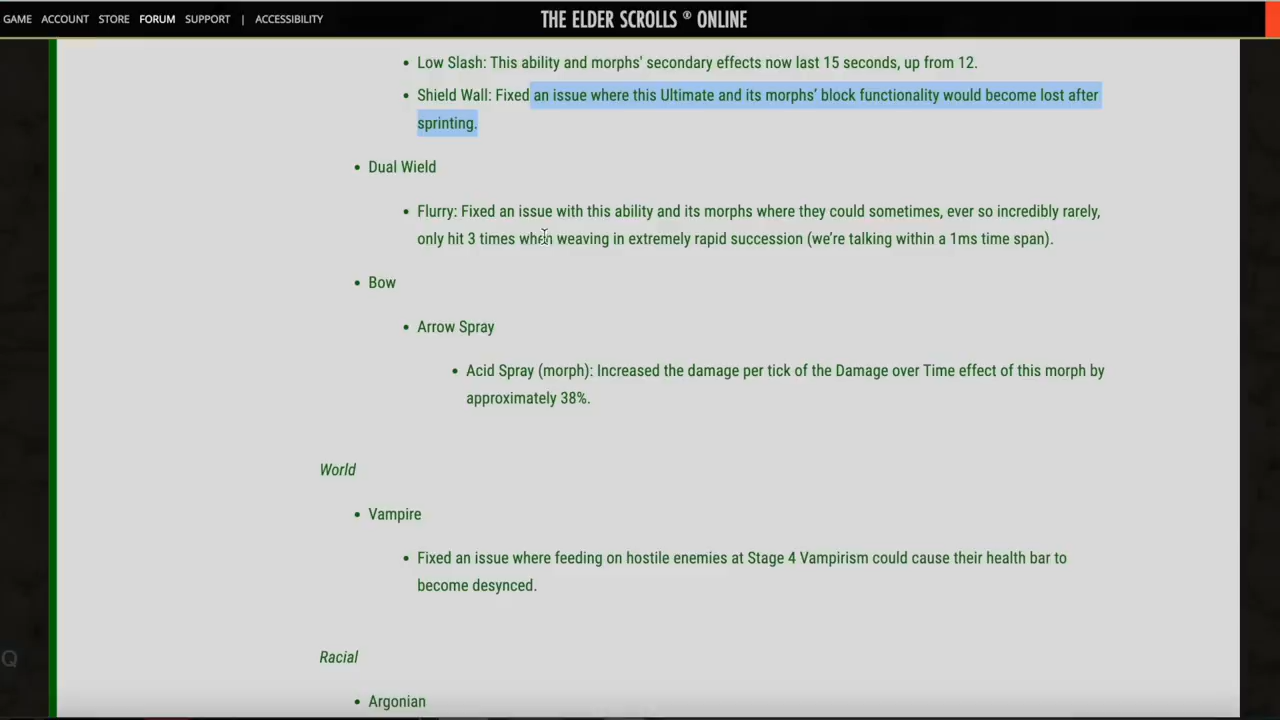 GAME ACCOUNT STORE FORUM SUPPORT | ACCESSIBILITY
THE ELDER SCROLLS ® ONLINE
• Low Slash: This ability and morphs' secondary effects now last 15 seconds, up from 12.
• Shield Wall: Fixed an issue where this Ultimate and its morphs’ block functionality would become lost after
sprinting.
• Dual Wield
• Flurry: Fixed an issue with this ability and its morphs where they could sometimes, ever so incredibly rarely,
only hit 3 times when weaving in extremely rapid succession (we’re talking within a 1ms time span).
• Bow
• Arrow Spray
• Acid Spray (morph): Increased the damage per tick of the Damage over Time effect of this morph by
approximately 38%.
World
• Vampire
• Fixed an issue where feeding on hostile enemies at Stage 4 Vampirism could cause their health bar to
become desynced.
Q
Racial
• Argonian